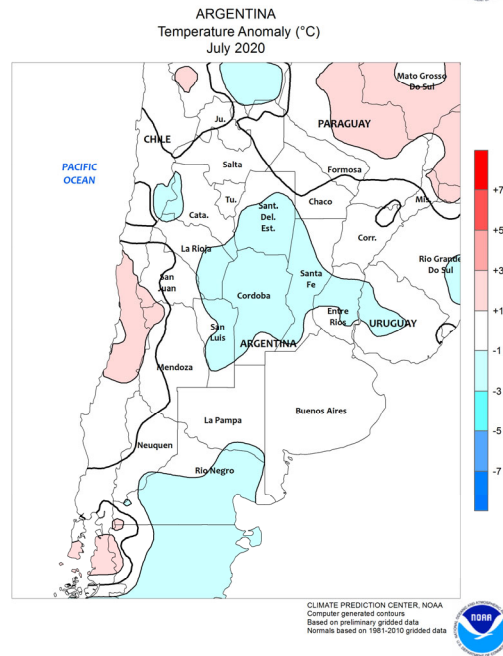 ARGENTINA
Temperature Anomaly (°C)
July 2020
Mato Grosso
Do Sul
Ju.
PARAGUAY
CHILE
PACIFIC
OCEAN
Salta
Formosa
Tu.
Sant.
Del.
Est.
Chaco
Mis.
Cata.
Corr.
La Rioja
Rio Grande
Do Sul
San
Juan
Santa
Fe
Cordoba
Entre
Rios
URUGUAY
San
Luis
ARGENTINA
Mendoza
La Pampa
Buenos Aires
Neuquen
Rio Negro
+7
+5
+3
+1
-1
-3
-5
-7
CLIMATE PREDICTION CENTER, NOAA
Computer generated contours
Based on preliminary gridded data
Normals based on 1981-2010 gridded data
NOAA